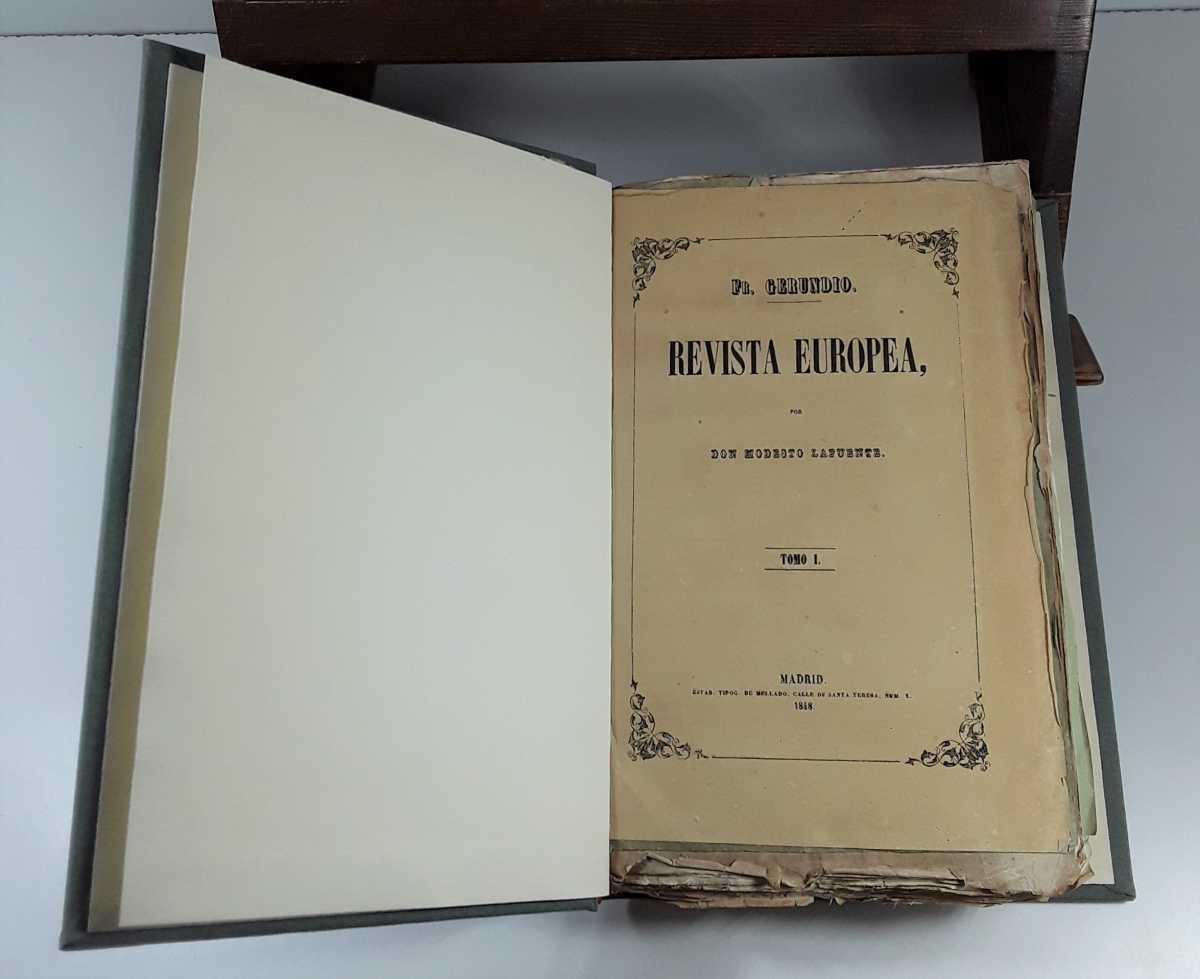 FR. GERUNDIO.
REVISTA EUROPEA,
POR
DON MODESTO LAFUENTE.
TOMO I.
MADRID.
ESTAB. TIPOG. DE MELLADO, CALLE DE SANTA TERESA, NUM. 8.
1848